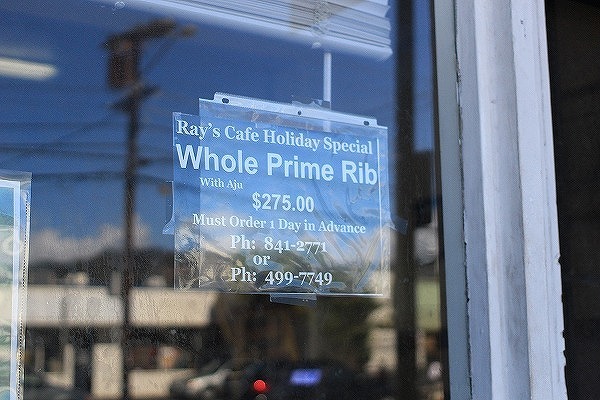 Ray's Cafe Holiday Special
Whole Prime Rib
With Aju
$275.00
Must Order 1 Day in Advance
Ph: 841-2771
or
Ph: 499-7749